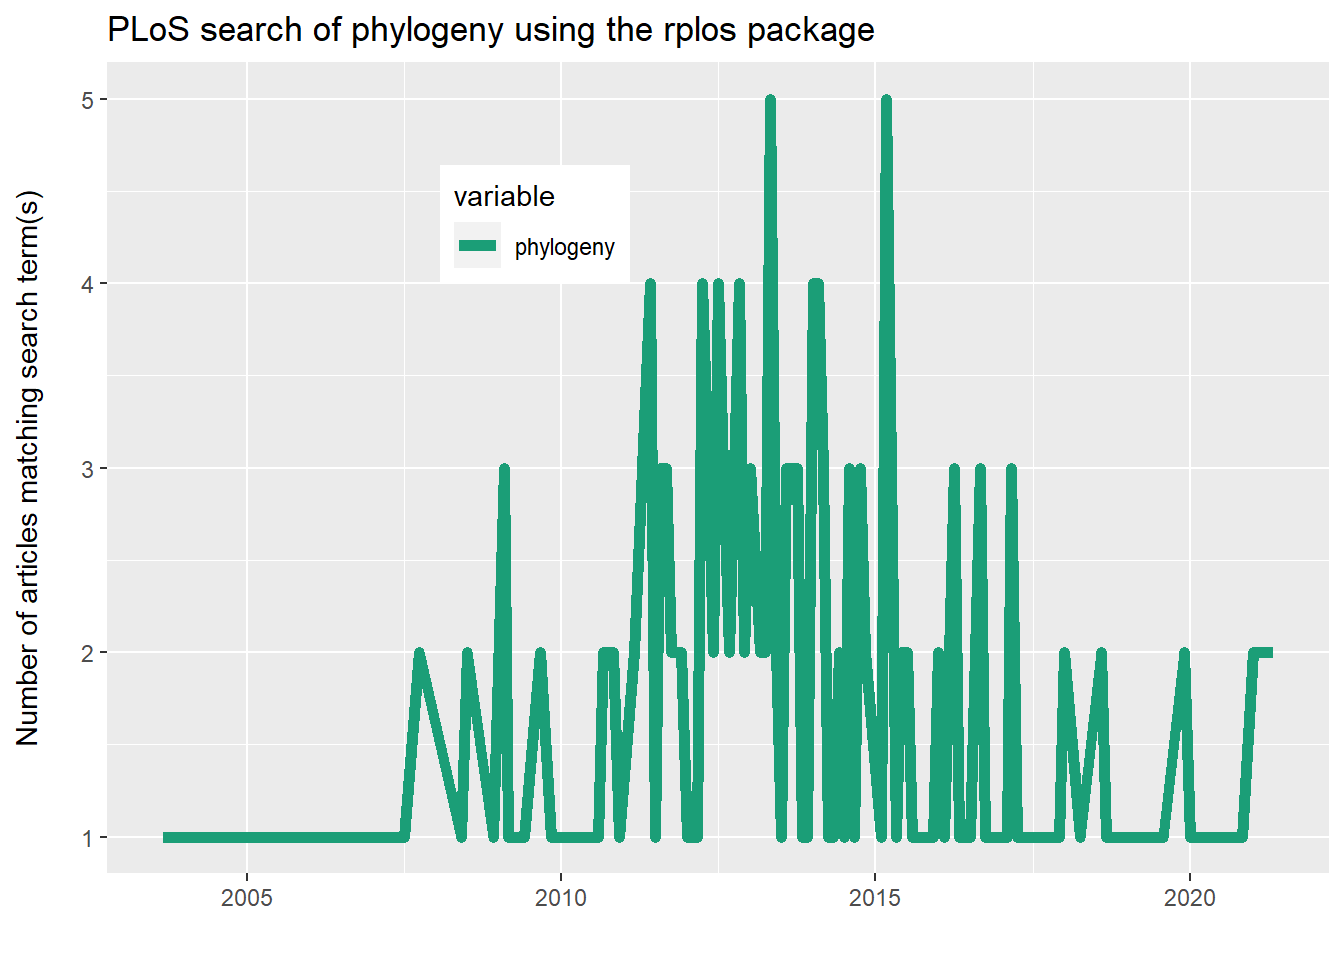 PLoS search of phylogeny using the rplos package
Number of articles matching search term(s)
5
4
3
2
1
variable
phylogeny
2005
2010
2015
2020